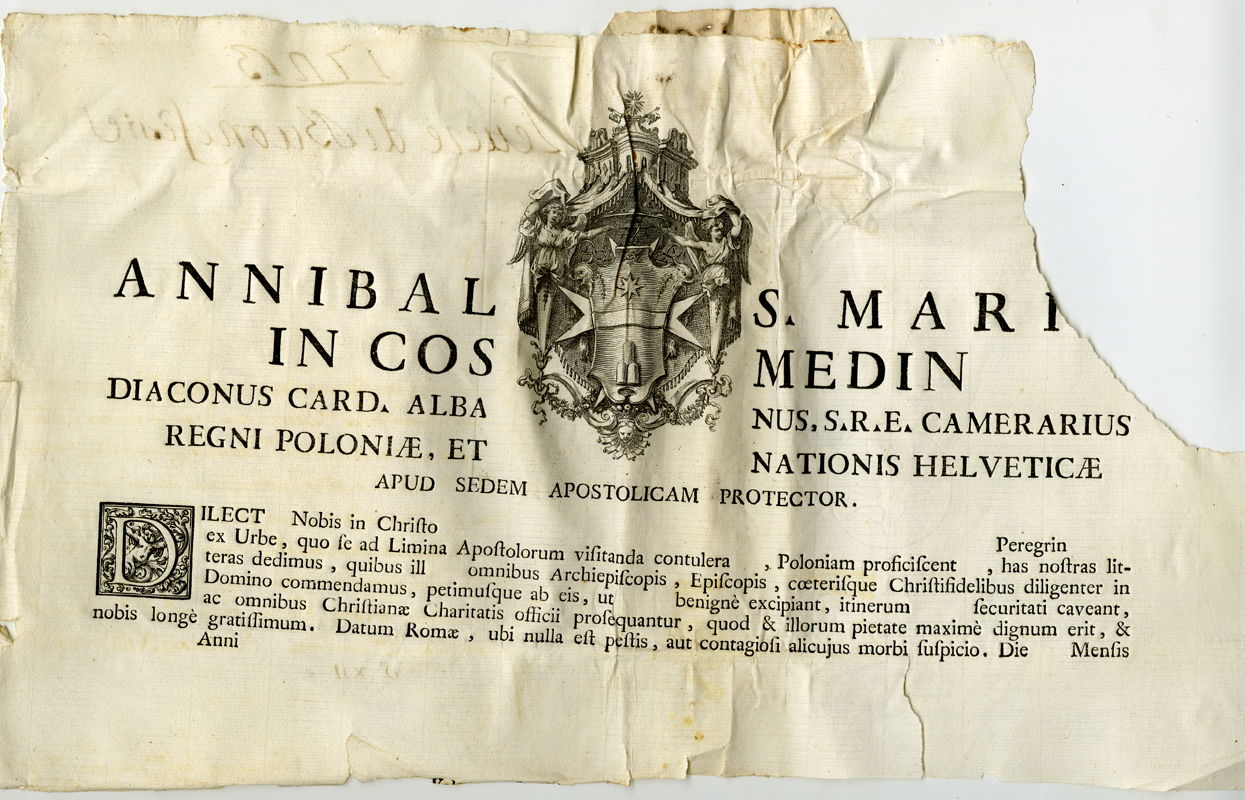 ANNIBAL S. MARI
IN COS MEDIN
DIACONUS CARD. ALBA NUS, S.R.E. CAMERARIUS
REGNI POLONIÆ, ET NATIONIS HELVETICÆ
APUD SEDEM APOSTOLICAM PROTECTOR.
DILECT Nobis in Chriſto Peregrin
ex Urbe, quo ſe ad Limina Apoſtolorum viſitanda contulera , Poloniam proficiſcent , has noſtras lit-
teras dedimus, quibus ill omnibus Archiepiſcopis, Epiſcopis, cœteriſque Chriſtifidelibus diligenter in
Domino commendamus, petimuſque ab eis, ut benignè excipiant, itinerum ſecuritati caveant,
ac omnibus Chriſtianæ Charitatis officii proſequantur, quod & illorum pietate maximè dignum erit, &
nobis longè gratiſſimum. Datum Romæ, ubi nulla eſt peſtis, aut contagioſi alicujus morbi ſuſpicio. Die Menſis
Anni